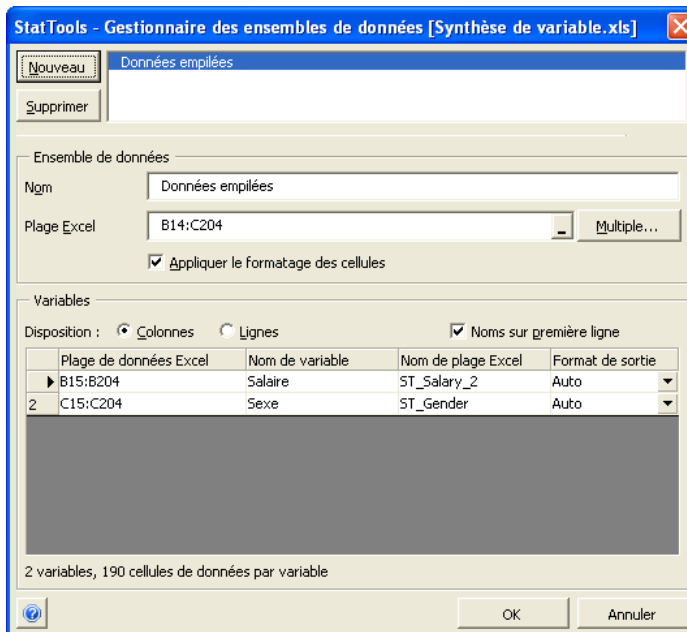 StatTools - Gestionnaire des ensembles de données [Synthèse de variable.xls]
Nouveau
Données empilées
Supprimer
Ensemble de données
Nom
Données empilées
Plage Excel
B14:C204
Multiple...
Appliquer le formatage des cellules
Variables
Disposition : Colonnes Lignes Noms sur première ligne
Plage de données Excel Nom de variable Nom de plage Excel Format de sortie
B15:B204 Salaire ST_Salary_2 Auto
2 C15:C204 Sexe ST_Gender Auto
2 variables, 190 cellules de données par variable
OK Annuler